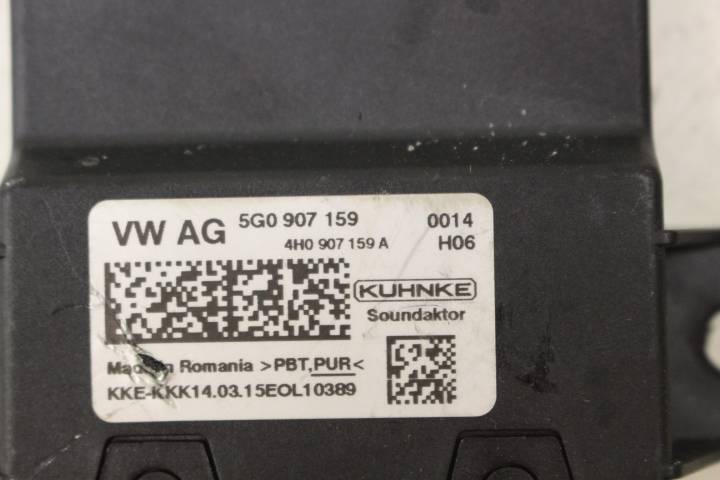 VW AG 5G0 907 159 0014
4H0 907 159 A H06
KUHNKE
Soundaktor
in Romania >PBT,PUR<
KKE-KKK14.03.15EOL10389